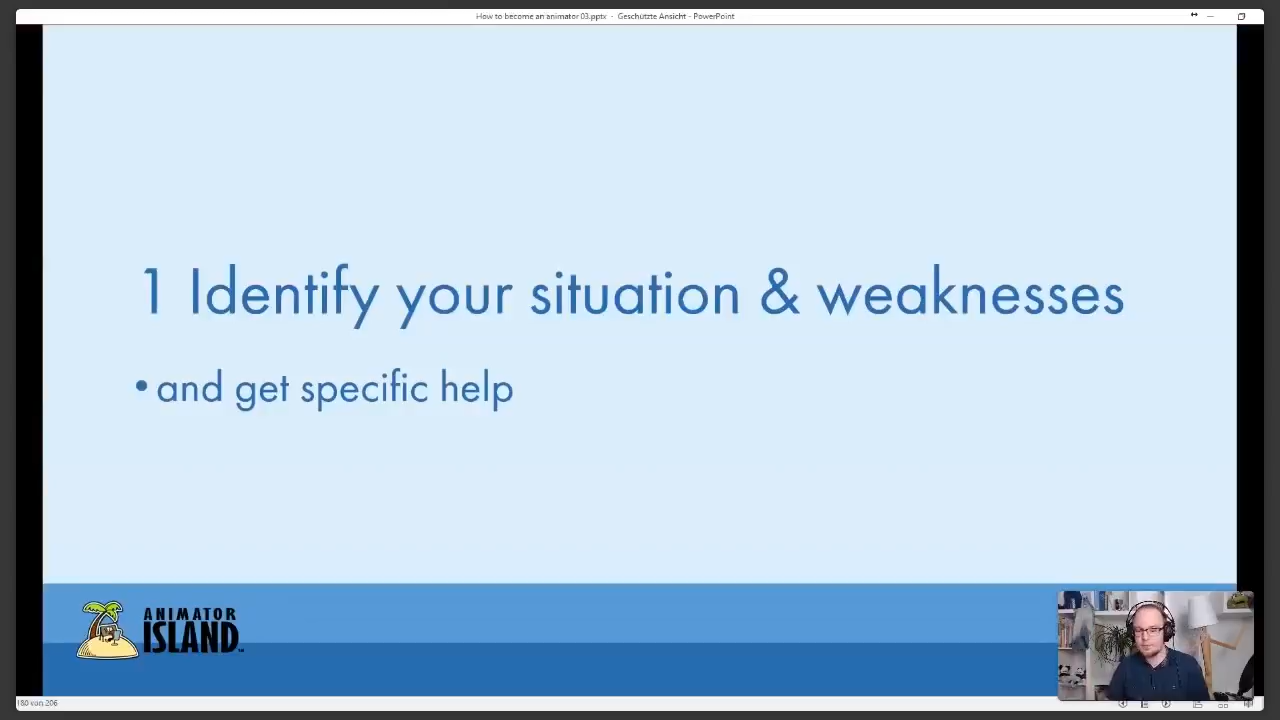 How to become an animator 03.pptx - Geschützte Ansicht - PowerPoint
1 Identify your situation & weaknesses
• and get specific help
ANIMATOR
ISLAND
180 von 206